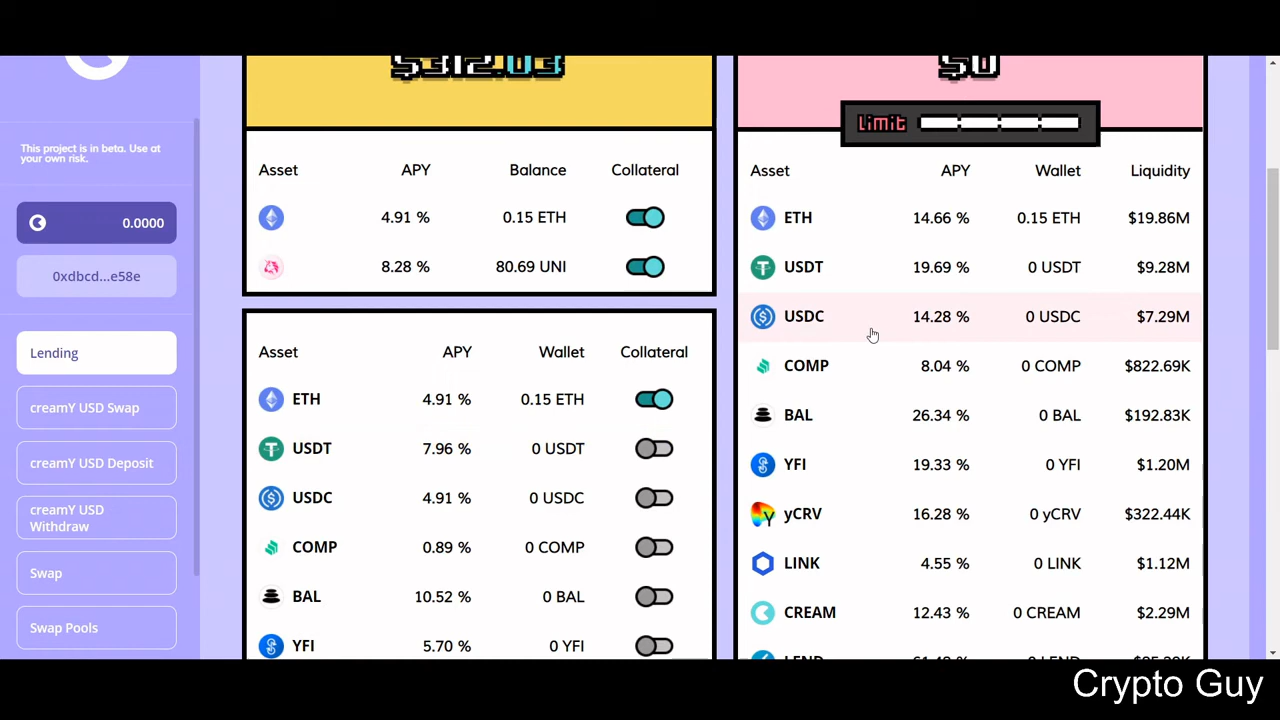 $312.03
$0
This project is in beta. Use at
your own risk.
limit
0.0000
0xdbcd...e58e
Lending
creamY USD Swap
creamY USD Deposit
creamY USD
Withdraw
Swap
Swap Pools
Asset APY Balance Collateral
4.91 % 0.15 ETH
8.28 % 80.69 UNI
Asset APY Wallet Collateral
ETH 4.91 % 0.15 ETH
USDT 7.96 % 0 USDT
USDC 4.91 % 0 USDC
COMP 0.89 % 0 COMP
BAL 10.52 % 0 BAL
YFI 5.70 % 0 YFI
Asset APY Wallet Liquidity
ETH 14.66 % 0.15 ETH $19.86M
USDT 19.69 % 0 USDT $9.28M
USDC 14.28 % 0 USDC $7.29M
COMP 8.04 % 0 COMP $822.69K
BAL 26.34 % 0 BAL $192.83K
YFI 19.33 % 0 YFI $1.20M
yCRV 16.28 % 0 yCRV $322.44K
LINK 4.55 % 0 LINK $1.12M
CREAM 12.43 % 0 CREAM $2.29M
LEND 0 LEND
Crypto Guy